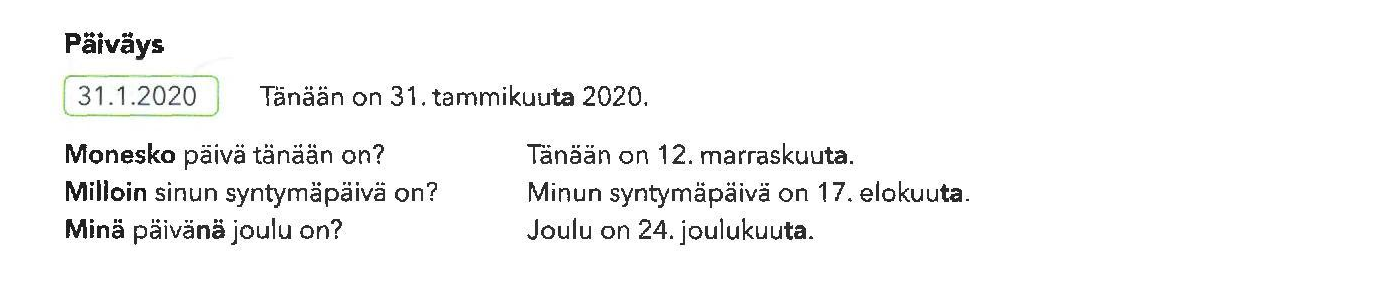 Päiväys
31.1.2020 Tänään on 31. tammikuuta 2020.
Monesko päivä tänään on? Tänään on 12. marraskuuta.
Milloin sinun syntymäpäivä on? Minun syntymäpäivä on 17. elokuuta.
Minä päivänä joulu on? Joulu on 24. joulukuuta.